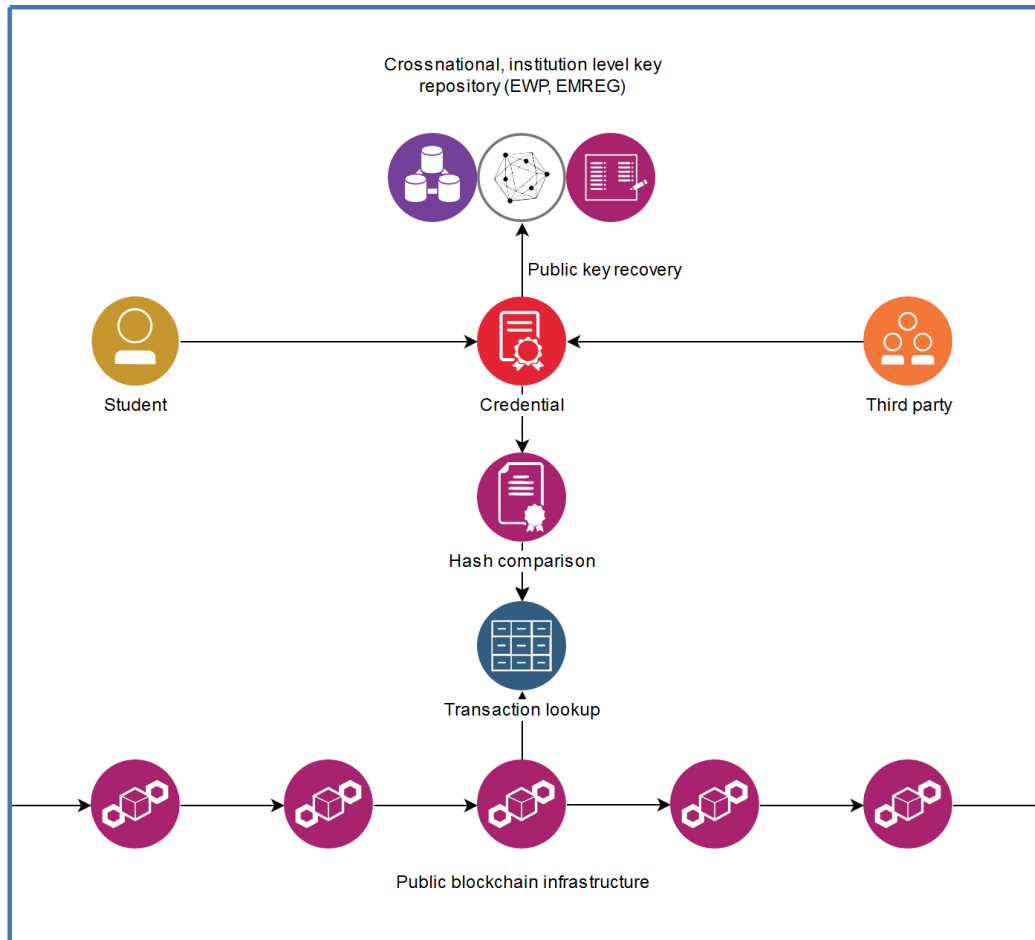 Crossnational, institution level key
repository (EWP, EMREG)
Public key recovery
Student
Credential
Third party
Hash comparison
Transaction lookup
Public blockchain infrastructure